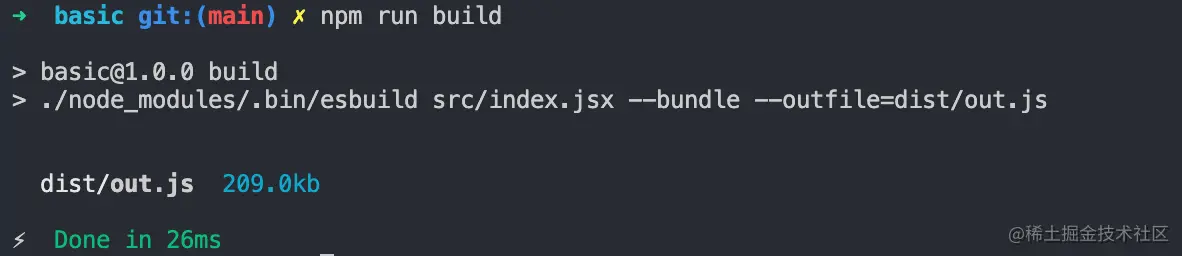 ➜  basic git:(main) ✗ npm run build
> basic@1.0.0 build
> ./node_modules/.bin/esbuild src/index.jsx --bundle --outfile=dist/out.js
dist/out.js  209.0kb
⚡ Done in 26ms
@稀土掘金技术社区